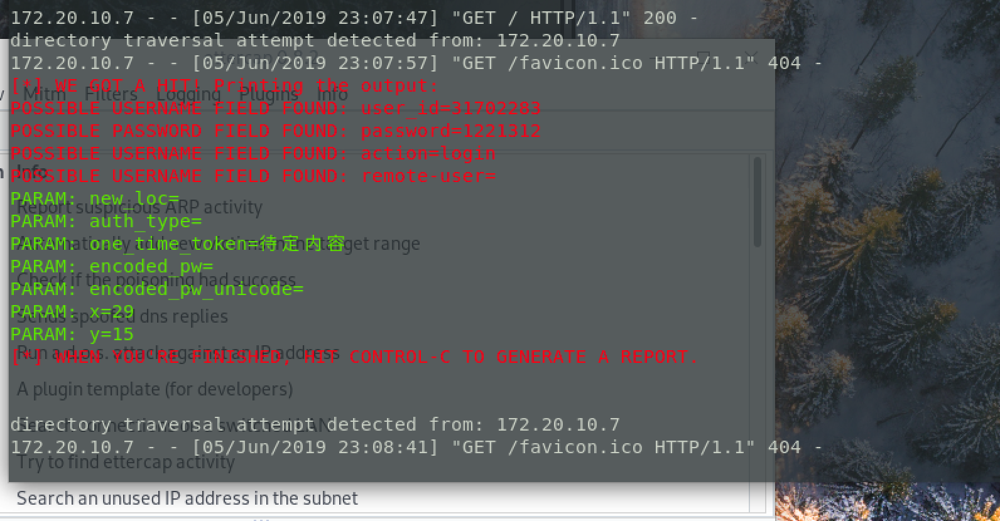 172.20.10.7 - - [05/Jun/2019 23:07:47] "GET / HTTP/1.1" 200 -
directory traversal attempt detected from: 172.20.10.7
172.20.10.7 - - [05/Jun/2019 23:07:57] "GET /favicon.ico HTTP/1.1" 404 -
[*] WE GOT A HIT! Printing the output:
Mitm Filters Logging Plugins Info
POSSIBLE USERNAME FIELD FOUND: user_id=31702283
POSSIBLE PASSWORD FIELD FOUND: password=1221312
POSSIBLE USERNAME FIELD FOUND: action=login
Info
POSSIBLE USERNAME FIELD FOUND: remote-user=
PARAM: new_loc=
Report suspicious ARP activity
PARAM: auth_type=
PARAM: one_time_token=待定内容
PARAM: encoded_pw=
Check if the poisoning had success
PARAM: encoded_pw_unicode=
PARAM: x=29
Sends spoofed dns replies
PARAM: y=15
Run a d.o.s. attack against an IP address
[*] WHEN YOU'RE FINISHED, HIT CONTROL-C TO GENERATE A REPORT.
A plugin template (for developers)
directory traversal attempt detected from: 172.20.10.7
172.20.10.7 - - [05/Jun/2019 23:08:41] "GET /favicon.ico HTTP/1.1" 404 -
Try to find ettercap activity
Search an unused IP address in the subnet